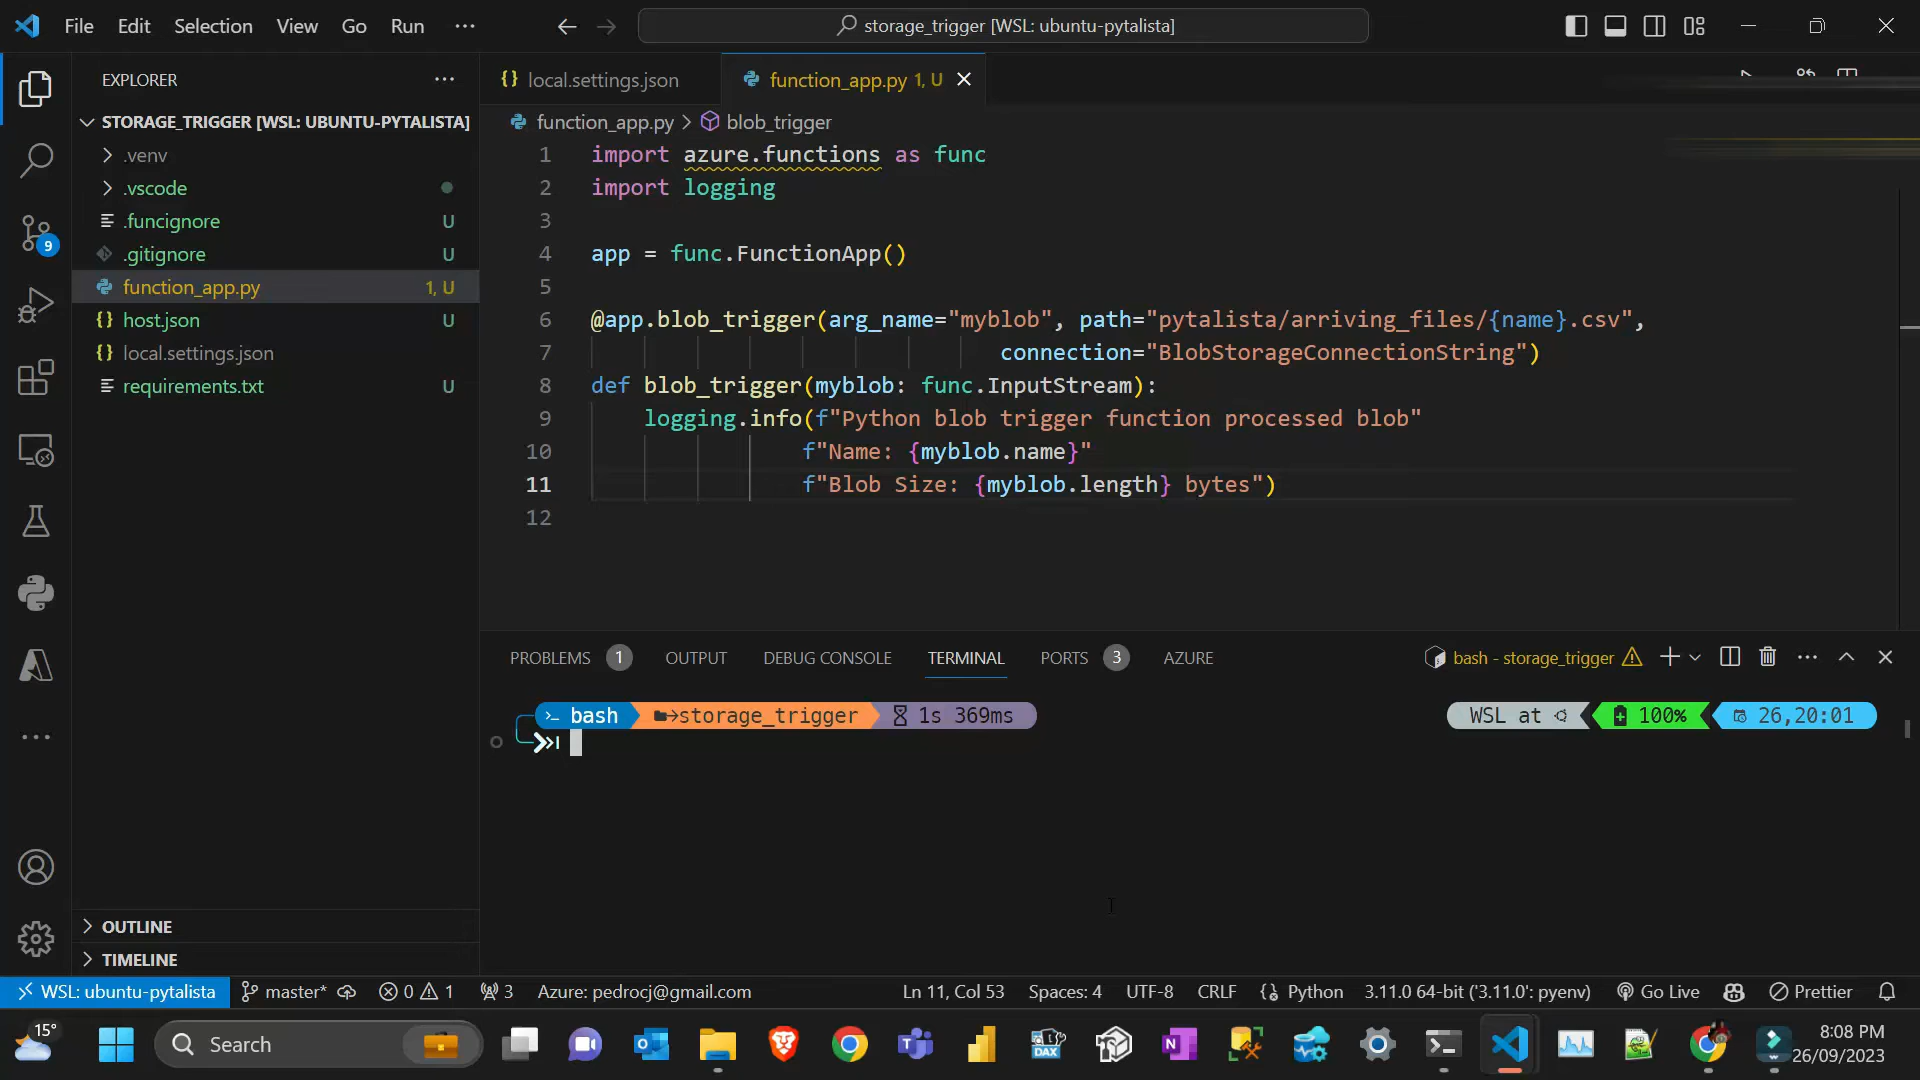 File Edit Selection View Go Run ···
storage_trigger [WSL: ubuntu-pytalista]
EXPLORER
STORAGE_TRIGGER [WSL: UBUNTU-PYTALISTA]
.venv
.vscode
.funcignore U
.gitignore U
function_app.py 1, U
host.json U
local.settings.json
requirements.txt U
OUTLINE
TIMELINE
9
{} local.settings.json
function_app.py 1, U
function_app.py > blob_trigger
1 import azure.functions as func
2 import logging
3
4 app = func.FunctionApp()
5
6 @app.blob_trigger(arg_name="myblob", path="pytalista/arriving_files/{name}.csv",
7 connection="BlobStorageConnectionString")
8 def blob_trigger(myblob: func.InputStream):
9 logging.info(f"Python blob trigger function processed blob"
10 f"Name: {myblob.name}"
11 f"Blob Size: {myblob.length} bytes")
12
PROBLEMS 1 OUTPUT DEBUG CONSOLE TERMINAL PORTS 3 AZURE
bash - storage_trigger
bash storage_trigger 1s 369ms
WSL at 100% 26,20:01
WSL: ubuntu-pytalista master* 0 1 3 Azure: pedrocj@gmail.com
Ln 11, Col 53 Spaces: 4 UTF-8 CRLF {} Python 3.11.0 64-bit ('3.11.0': pyenv) Go Live Prettier
15°
Search
DAX
8:08 PM
26/09/2023